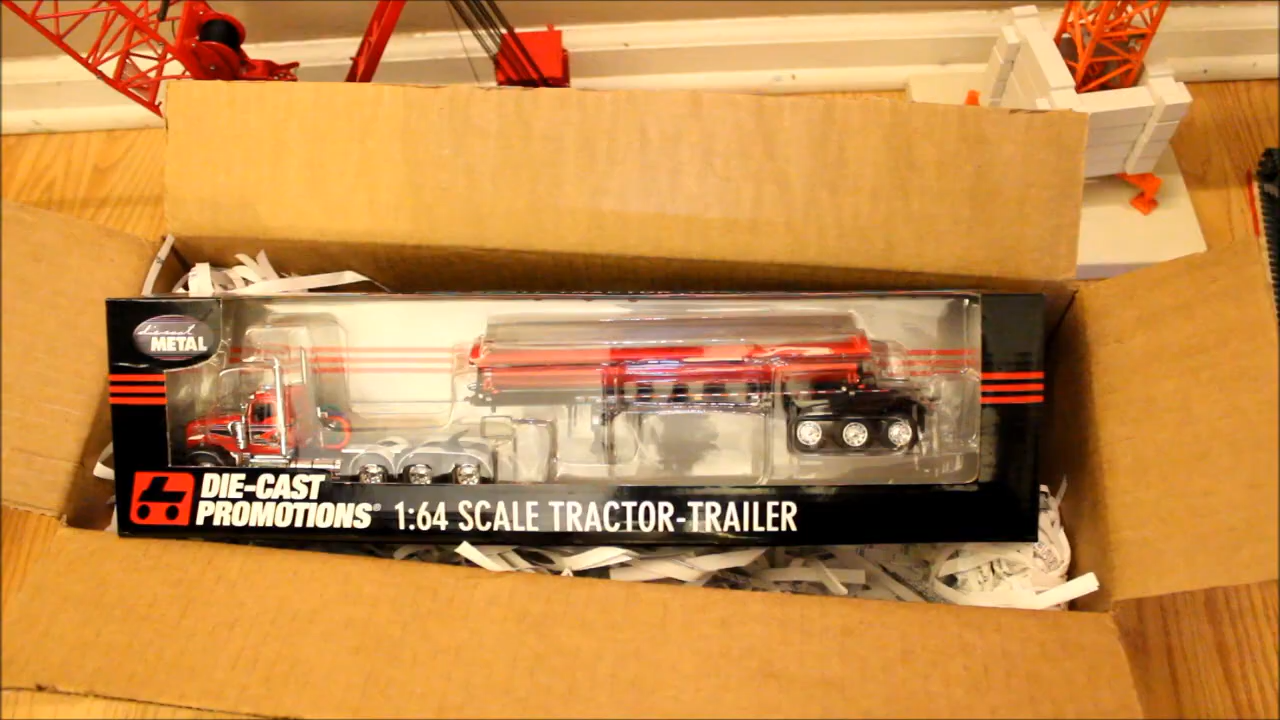 diecast
METAL
DIE-CAST
PROMOTIONS® 1:64 SCALE TRACTOR-TRAILER